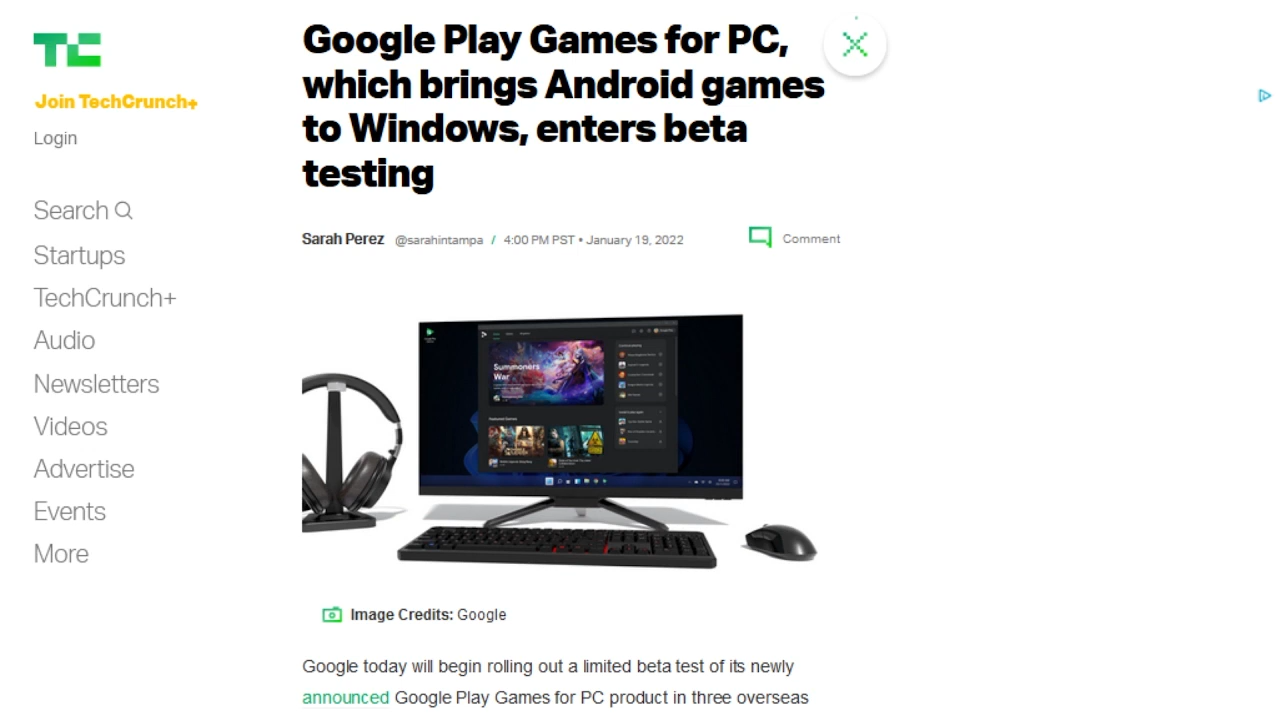 TC
Join TechCrunch+
Login
Search
Startups
TechCrunch+
Audio
Newsletters
Videos
Advertise
Events
More
Google Play Games for PC,
which brings Android games
to Windows, enters beta
testing
Sarah Perez @sarahintampa / 4:00 PM PST • January 19, 2022
Comment
Summoners
War
Image Credits: Google
Google today will begin rolling out a limited beta test of its newly
announced Google Play Games for PC product in three overseas